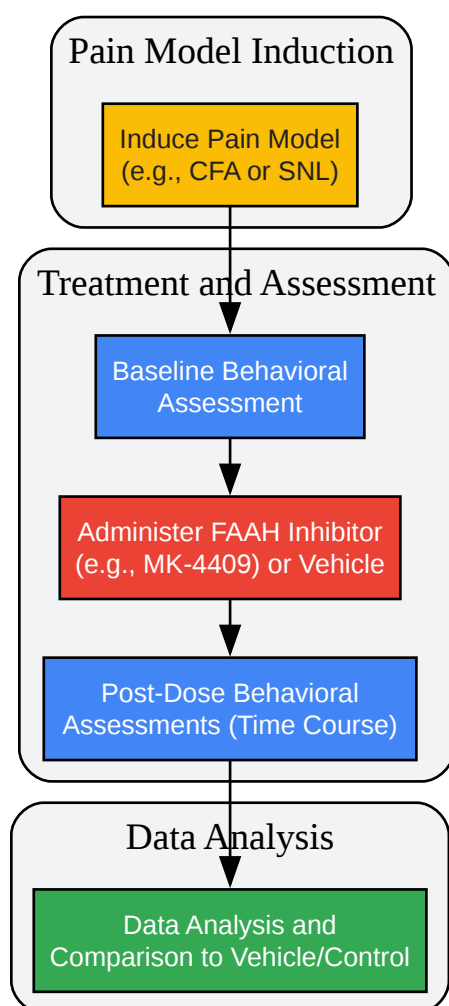 Pain Model Induction
Induce Pain Model
(e.g., CFA or SNL)
Treatment and Assessment
Baseline Behavioral
Assessment
Administer FAAH Inhibitor
(e.g., MK-4409) or Vehicle
Post-Dose Behavioral
Assessments (Time Course)
Data Analysis
Data Analysis and
Comparison to Vehicle/Control